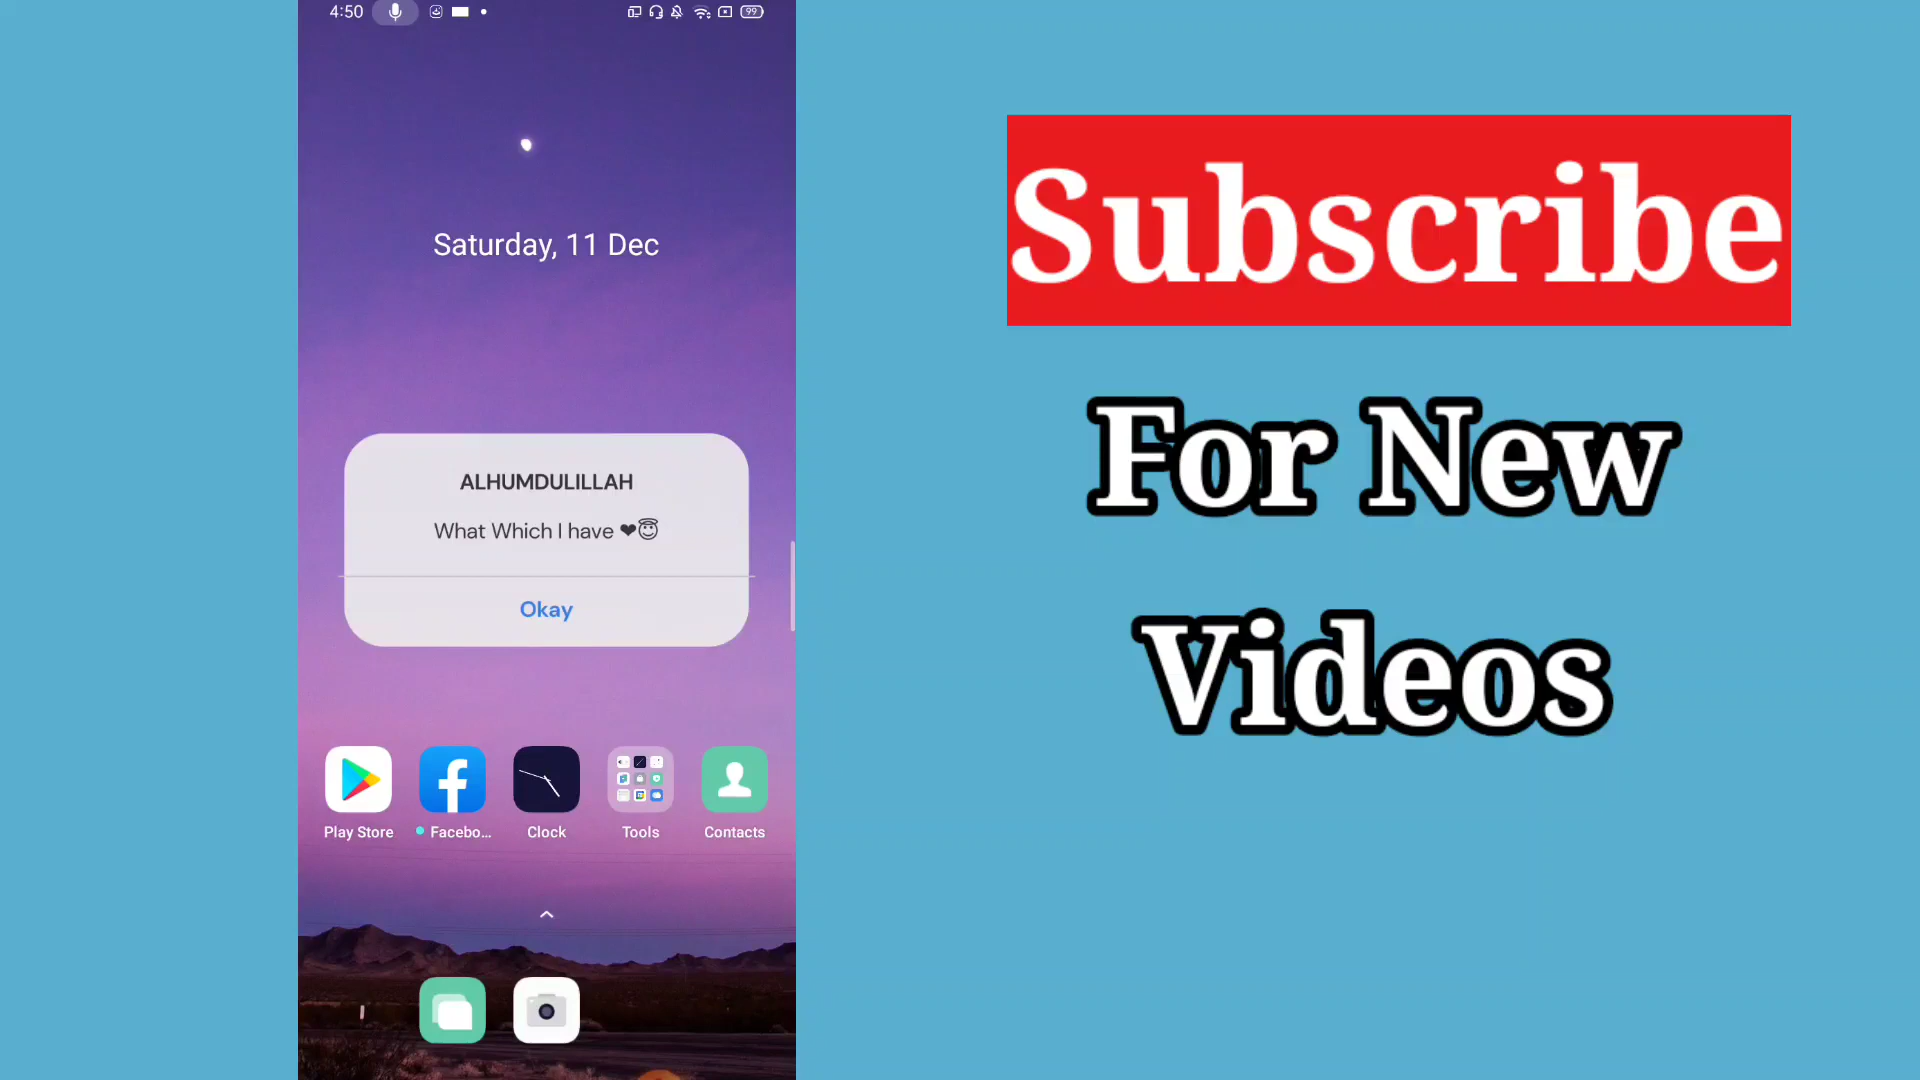 4:50
99
Saturday, 11 Dec
ALHUMDULILLAH
What Which I have ❤😇
Okay
Play Store
Facebo...
Clock
Tools
Contacts
Subscribe
For New
Videos